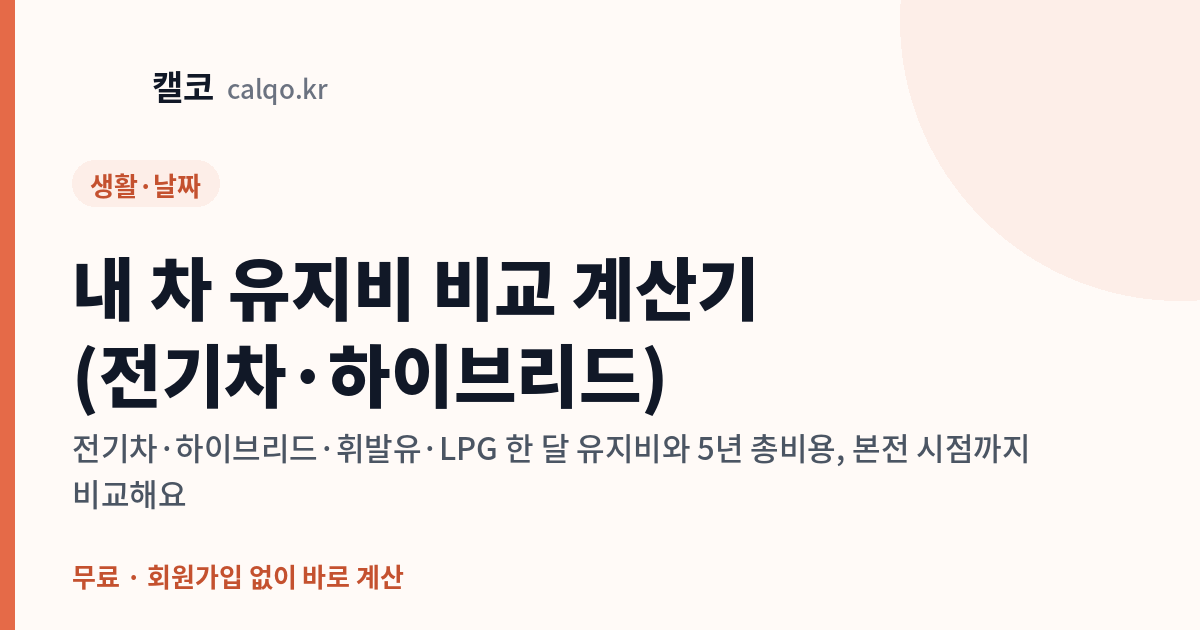 캘코 calqo.kr
생활·날짜
내 차 유지비 비교 계산기
(전기차·하이브리드)
전기차·하이브리드·휘발유·LPG 한 달 유지비와 5년 총비용, 본전 시점까지
비교해요
무료 · 회원가입 없이 바로 계산